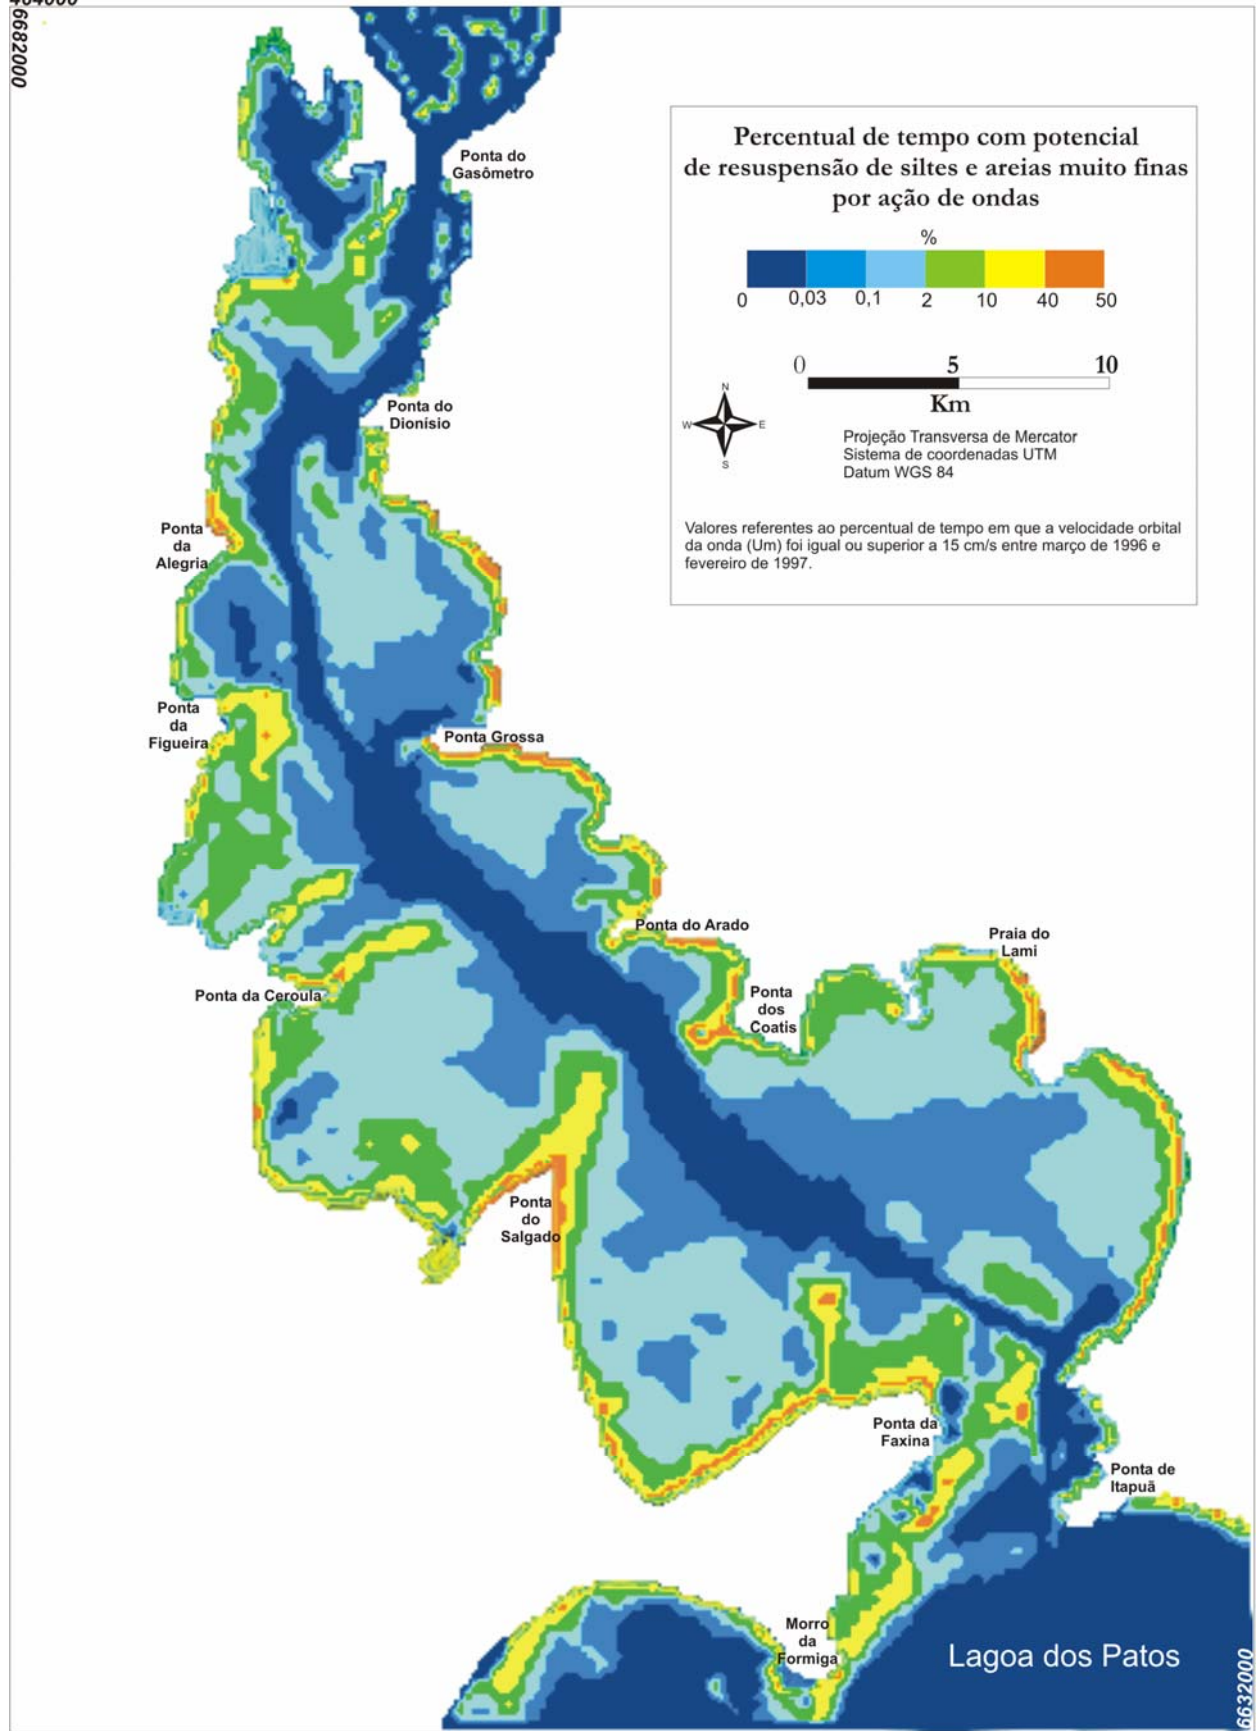 6682000
Ponta do
Gasômetro
Percentual de tempo com potencial
de resuspensão de siltes e areias muito finas
por ação de ondas
%
0 0,03 0,1 2 10 40 50
0 5 10
Km
N
W E
S
Projeção Transversa de Mercator
Sistema de coordenadas UTM
Datum WGS 84
Valores referentes ao percentual de tempo em que a velocidade orbital
da onda (Um) foi igual ou superior a 15 cm/s entre março de 1996 e
fevereiro de 1997.
Ponta do
Dionísio
Ponta
da
Alegria
Ponta
da
Figueira
Ponta Grossa
Ponta do Arado
Praia do
Lami
Ponta da Ceroula
Ponta
dos
Coatis
Ponta
do
Salgado
Ponta da
Faxina
Ponta de
Itapuã
Morro
da
Formiga
Lagoa dos Patos
6632000